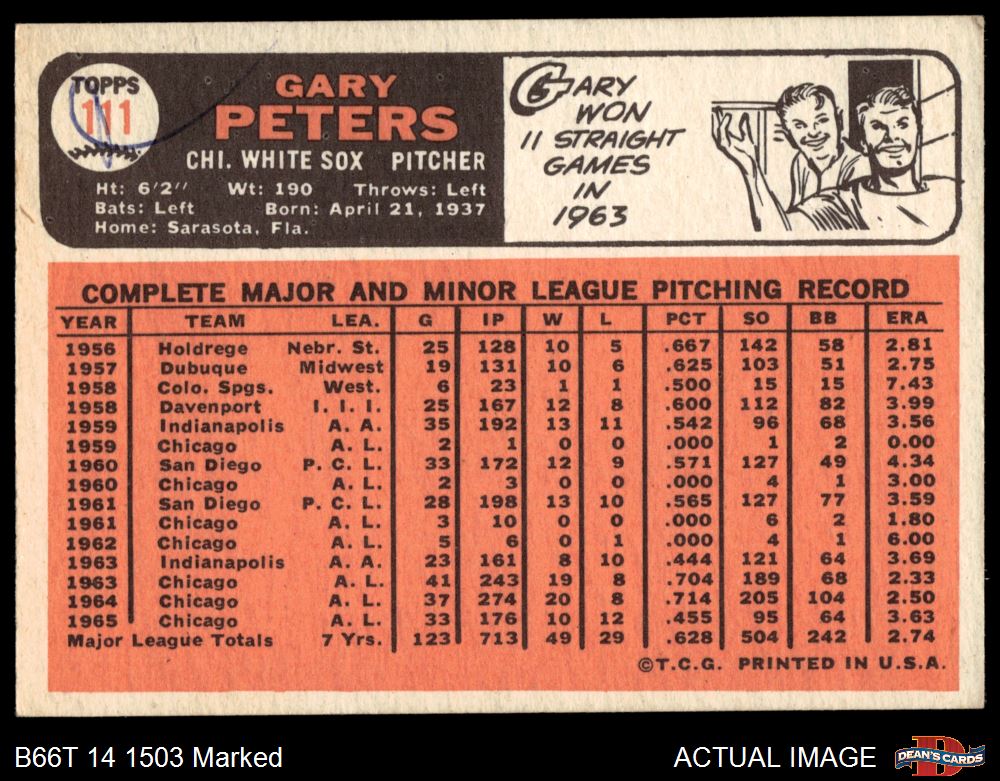 TOPPS
111
GARY
PETERS
CHI. WHITE SOX PITCHER
Ht: 6'2" Wt: 190 Throws: Left
Bats: Left Born: April 21, 1937
Home: Sarasota, Fla.
GARY
WON
11 STRAIGHT
GAMES
IN
1963
COMPLETE MAJOR AND MINOR LEAGUE PITCHING RECORD
YEAR TEAM LEA. G IP W L PCT SO BB ERA
1956 Holdrege Nebr. St. 25 128 10 5 .667 142 58 2.81
1957 Dubuque Midwest 19 131 10 6 .625 103 51 2.75
1958 Colo. Spgs. West. 6 23 1 1 .500 15 15 7.43
1958 Davenport I. I. I. 25 167 12 8 .600 112 82 3.99
1959 Indianapolis A. A. 35 192 13 11 .542 96 68 3.56
1959 Chicago A. L. 2 1 0 0 .000 1 2 0.00
1960 San Diego P. C. L. 33 172 12 9 .571 127 49 4.34
1960 Chicago A. L. 2 3 0 0 .000 4 1 3.00
1961 San Diego P. C. L. 28 198 13 10 .565 127 77 3.59
1961 Chicago A. L. 3 10 0 0 .000 6 2 1.80
1962 Chicago A. L. 5 6 0 1 .000 4 1 6.00
1963 Indianapolis A. A. 23 161 8 10 .444 121 64 3.69
1963 Chicago A. L. 41 243 19 8 .704 189 68 2.33
1964 Chicago A. L. 37 274 20 8 .714 205 104 2.50
1965 Chicago A. L. 33 176 10 12 .455 95 64 3.63
Major League Totals 7 Yrs. 123 713 49 29 .628 504 242 2.74
©T.C.G. PRINTED IN U.S.A.
B66T 14 1503 Marked
ACTUAL IMAGE
DEAN'S CARDS